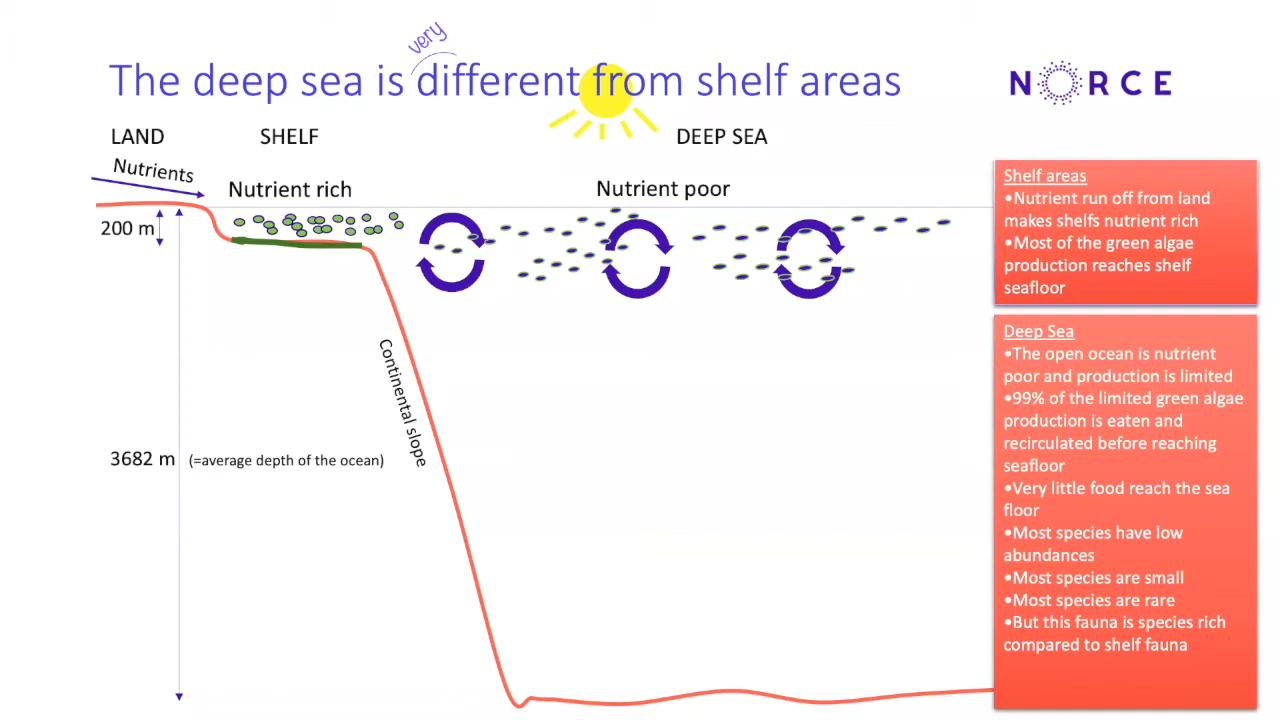 very
The deep sea is different from shelf areas
NORCE
LAND
SHELF
DEEP SEA
Nutrients
Nutrient rich
Nutrient poor
200 m
Continental slope
3682 m (=average depth of the ocean)
Shelf areas
•Nutrient run off from land
makes shelfs nutrient rich
•Most of the green algae
production reaches shelf
seafloor
Deep Sea
•The open ocean is nutrient
poor and production is limited
•99% of the limited green algae
production is eaten and
recirculated before reaching
seafloor
•Very little food reach the sea
floor
•Most species have low
abundances
•Most species are small
•Most species are rare
•But this fauna is species rich
compared to shelf fauna